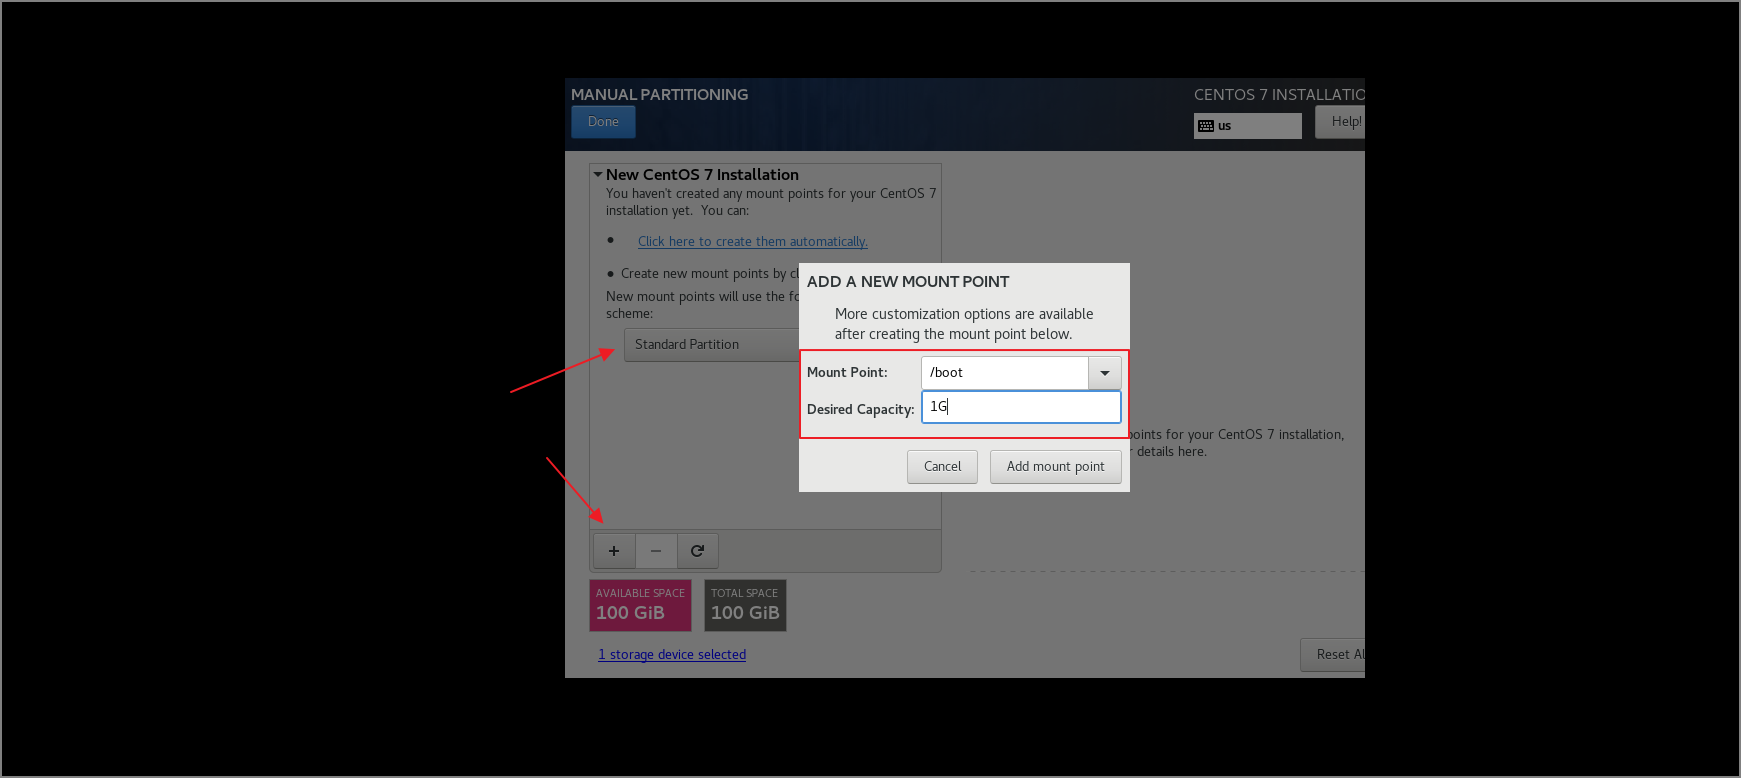 MANUAL PARTITIONING
CENTOS 7 INSTALLATIO
Done
us
Help!
New CentOS 7 Installation
You haven't created any mount points for your CentOS 7
installation yet.  You can:
• Click here to create them automatically.
• Create new mount points by cl
New mount points will use the fo
scheme:
Standard Partition
ADD A NEW MOUNT POINT
More customization options are available
after creating the mount point below.
Mount Point: /boot
Desired Capacity: 1G
Cancel
Add mount point
points for your CentOS 7 installation,
r details here.
+ − 
AVAILABLE SPACE
100 GiB
TOTAL SPACE
100 GiB
1 storage device selected
Reset Al